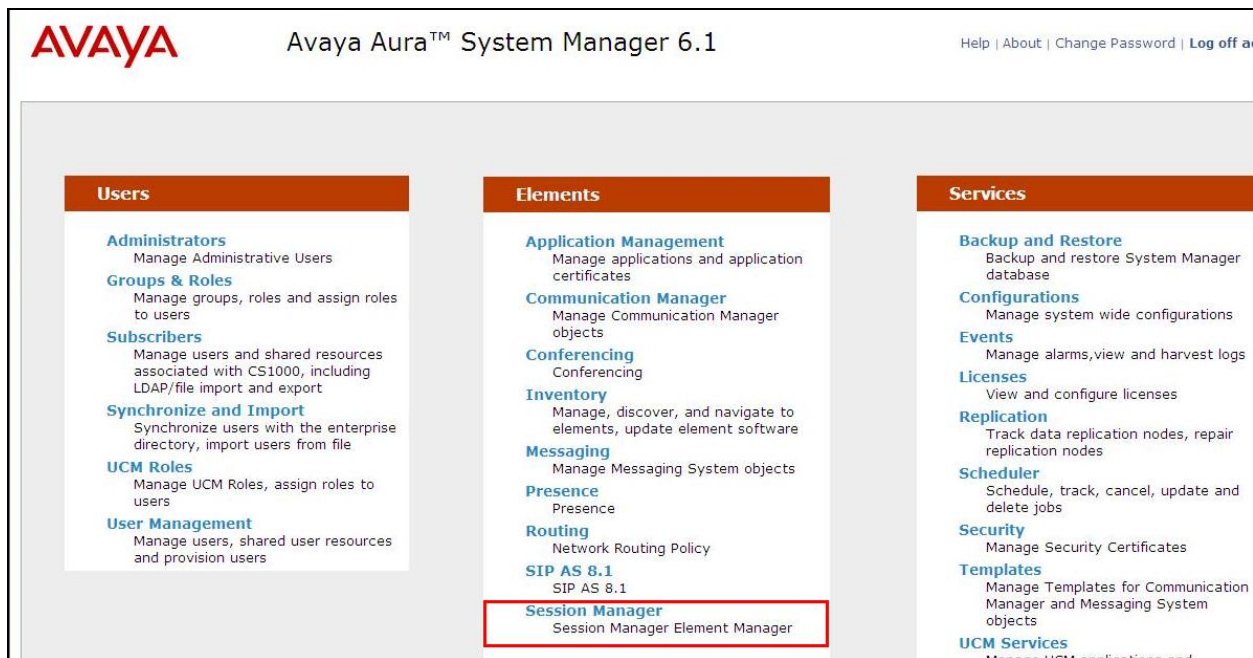 AVAYA
Avaya Aura™ System Manager 6.1
Help | About | Change Password | Log off
Users
Administrators
Manage Administrative Users
Groups & Roles
Manage groups, roles and assign roles
to users
Subscribers
Manage users and shared resources
associated with CS1000, including
LDAP/file import and export
Synchronize and Import
Synchronize users with the enterprise
directory, import users from file
UCM Roles
Manage UCM Roles, assign roles to
users
User Management
Manage users, shared user resources
and provision users
Elements
Application Management
Manage applications and application
certificates
Communication Manager
Manage Communication Manager
objects
Conferencing
Conferencing
Inventory
Manage, discover, and navigate to
elements, update element software
Messaging
Manage Messaging System objects
Presence
Presence
Routing
Network Routing Policy
SIP AS 8.1
SIP AS 8.1
Session Manager
Session Manager Element Manager
Services
Backup and Restore
Backup and restore System Manager
database
Configurations
Manage system wide configurations
Events
Manage alarms,view and harvest logs
Licenses
View and configure licenses
Replication
Track data replication nodes, repair
replication nodes
Scheduler
Schedule, track, cancel, update and
delete jobs
Security
Manage Security Certificates
Templates
Manage Templates for Communication
Manager and Messaging System
objects
UCM Services
Manage UCM applications and